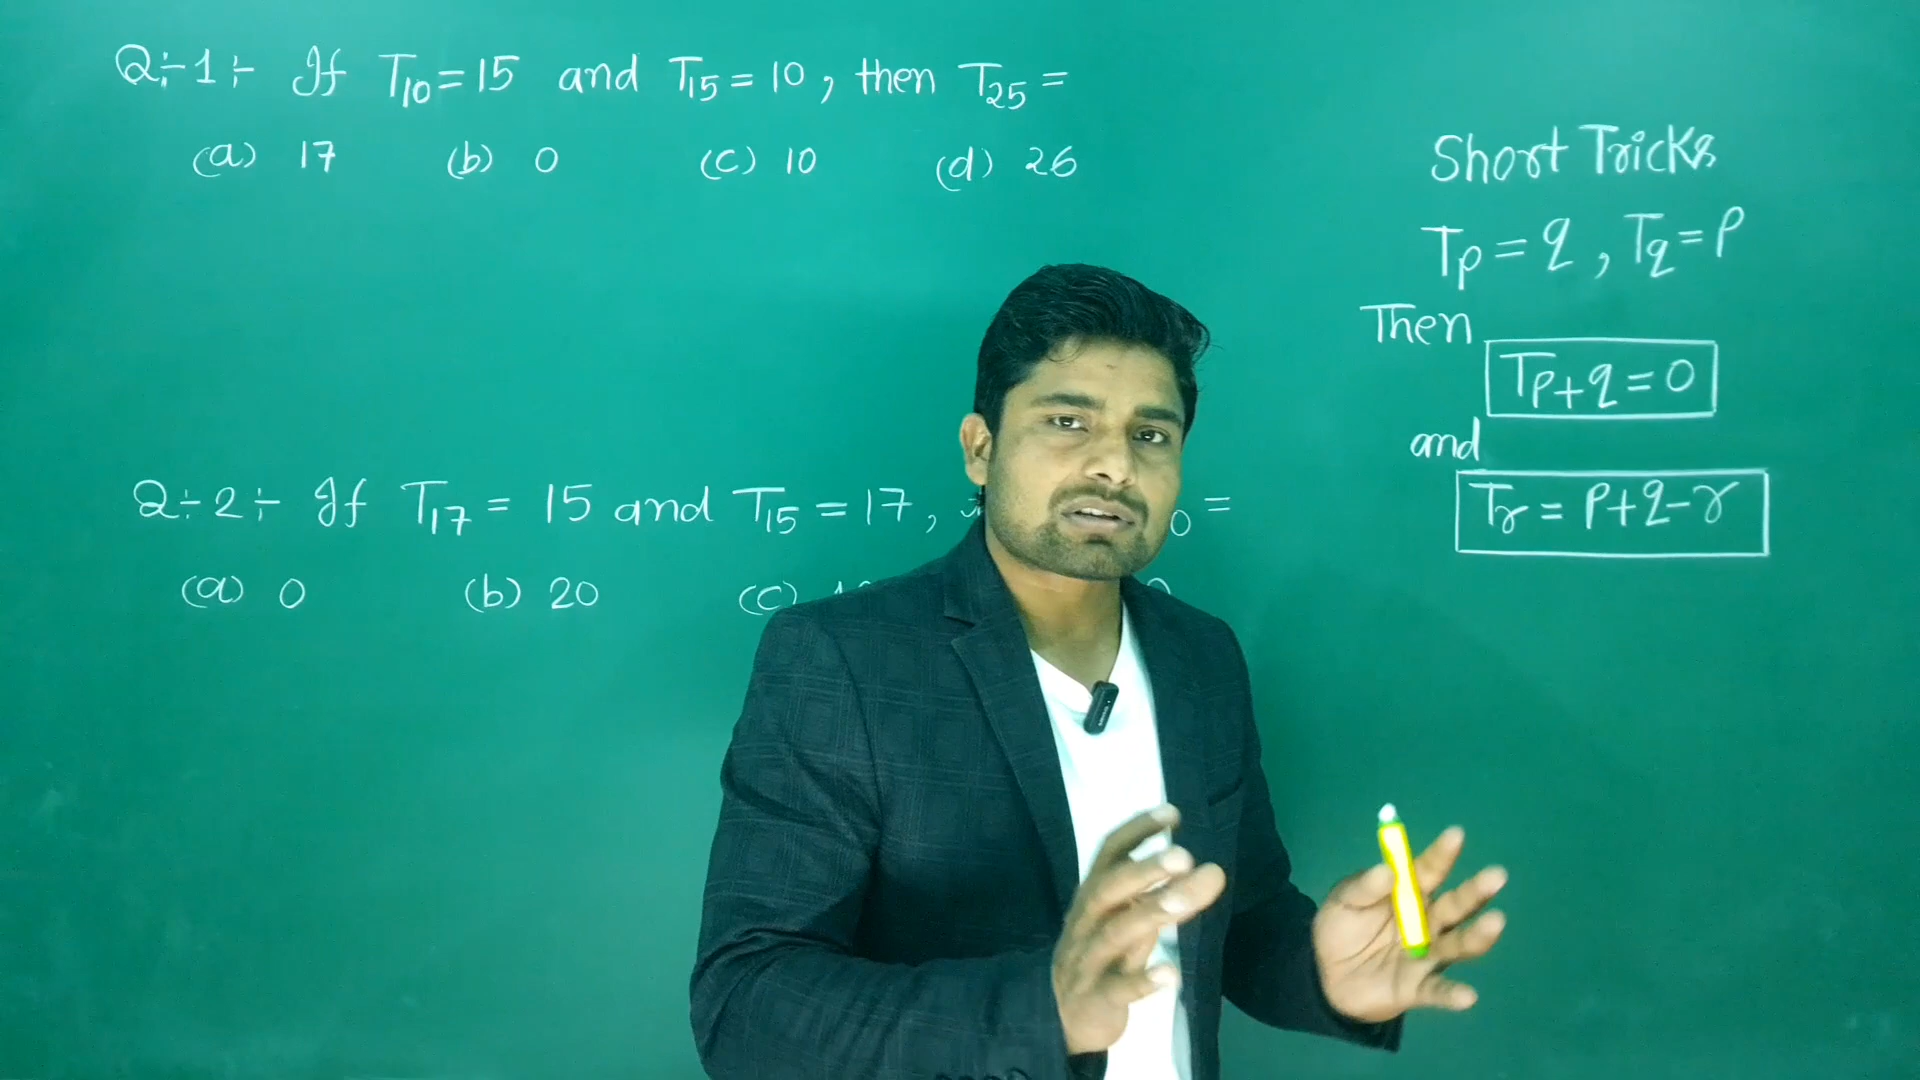 Q÷1÷ If T₁₀ = 15 and T₁₅ = 10, then T₂₅ =
(a) 17 (b) 0 (c) 10 (d) 26
Short Tricks
Tp = q, Tq = p
Then
Tp+q = 0
and
Tr = p+q-r
Q÷2÷ If T₁₇ = 15 and T₁₅ = 17, =
(a) 0 (b) 20 (c)